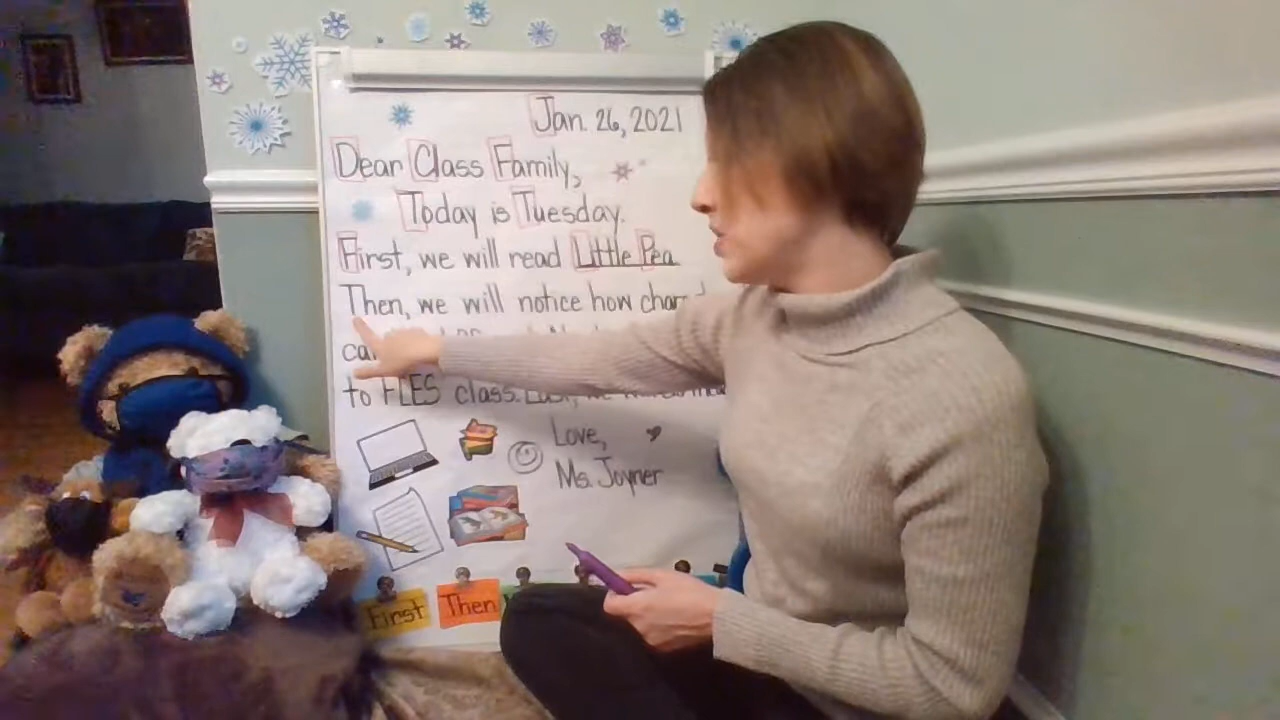 Jan. 26, 2021
Dear Class Family,
Today is Tuesday.
First, we will read Little Pea.
Then, we will notice how
to FLES class.
Love,
Ms. Joyner
First
Then